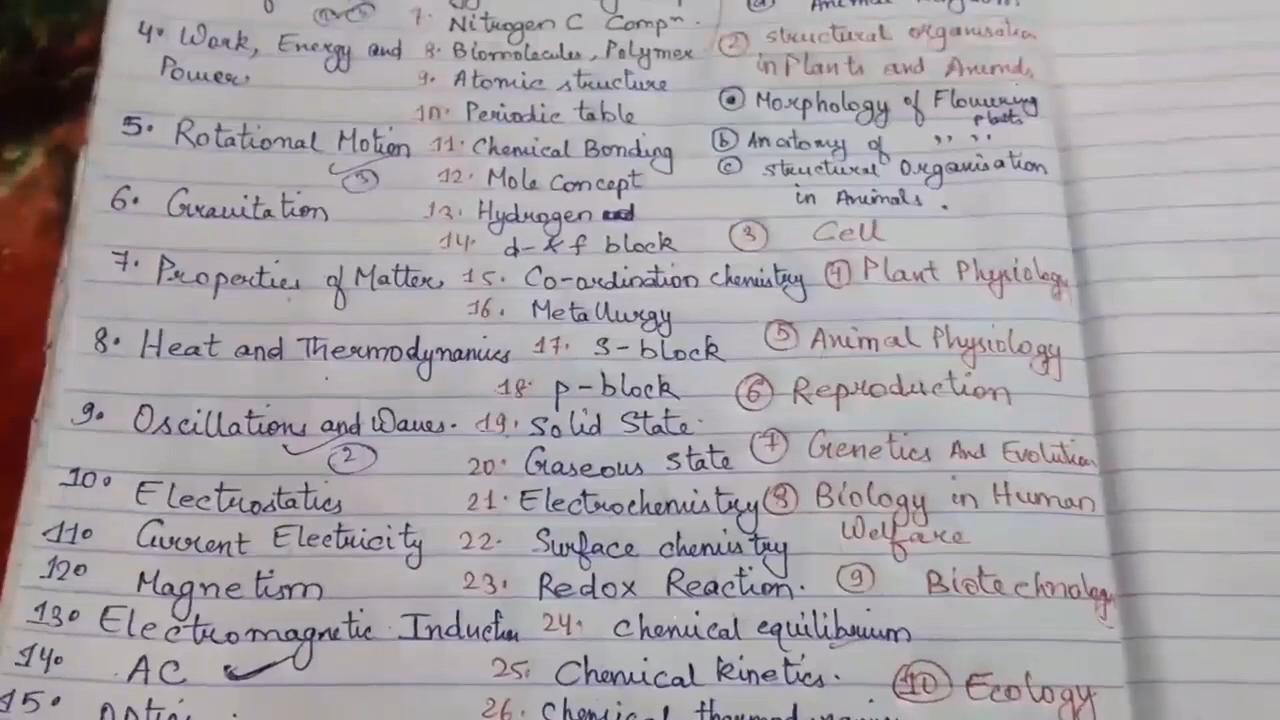 4. Work, Energy and
Power
5. Rotational Motion
3
6. Gravitation
7. Properties of Matter
8. Heat and Thermodynamics
9. Oscillations and Waves.
2
10. Electrostatics
11. Current Electricity
12. Magnetism
13. Electromagnetic Induction
14. AC
15.
7. Nitrogen C Compn.
8. Biomolecules, Polymer
9. Atomic structure
10. Periodic table
11. Chemical Bonding
12. Mole Concept
13. Hydrogen
14. d-&f block
15. Co-ordination chemistry
16. Metallurgy
17. S-block
18. p-block
19. Solid State.
20. Gaseous state
21. Electrochemistry
22. Surface chemistry
23. Redox Reaction.
24. Chemical equilibrium
25. Chemical kinetics.
26. Chemical
2 structural organisation
in Plants and Animals
a Morphology of Flowering
Plants
b Anatomy of ,, ,,
c structural Organisation
in Animals.
3 Cell
4 Plant Physiology
5 Animal Physiology
6 Reproduction
7 Genetics And Evolution
8 Biology in Human
Welfare
9 Biotechnology
10 Ecology